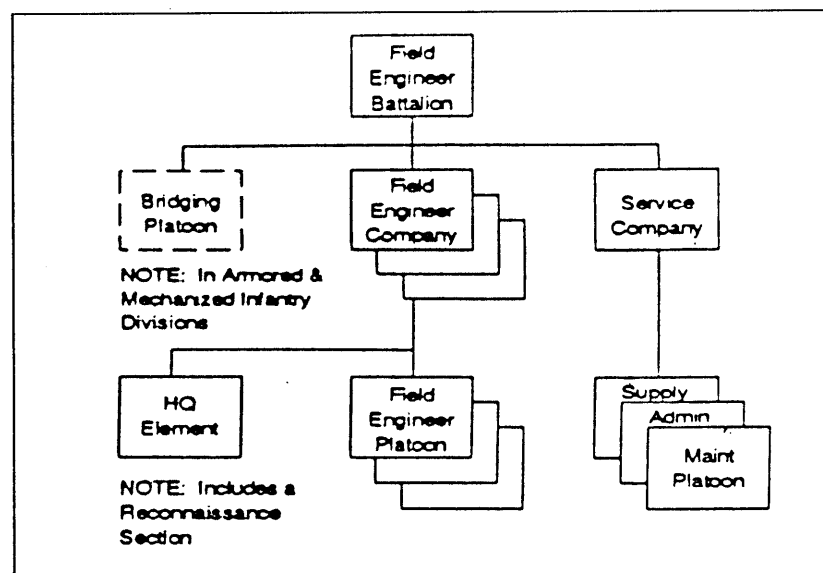 Field
Engineer
Battalion
Bridging
Platoon
Field
Engineer
Company
Service
Company
NOTE: In Armored &
Mechanized Infantry
Divisions
HQ
Element
Field
Engineer
Platoon
Supply
Admin
Maint
Platoon
NOTE: Includes a
Reconnaissance
Section